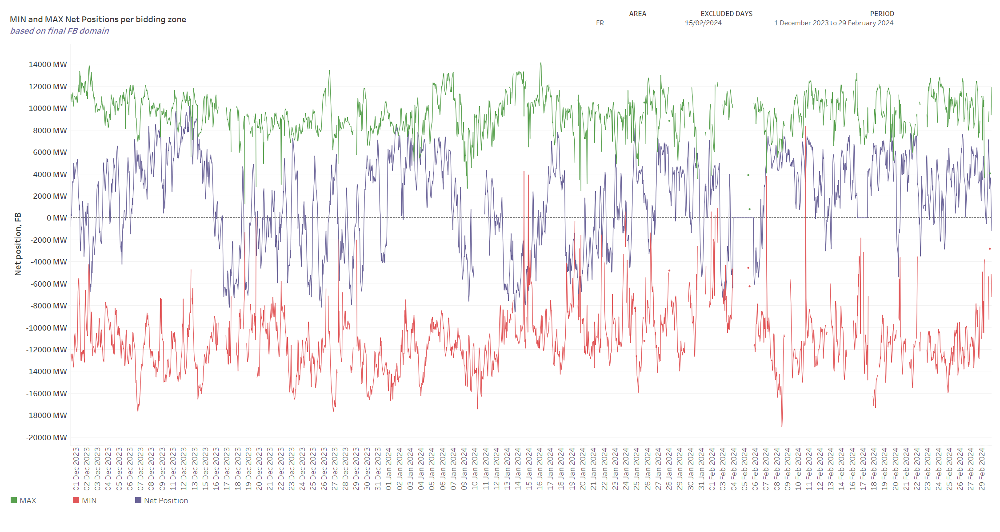 MIN and MAX Net Positions per bidding zone
based on final FB domain
AREA
FR
EXCLUDED DAYS
15/02/2024
PERIOD
1 December 2023 to 29 February 2024
Net position, FB
14000 MW
12000 MW
10000 MW
8000 MW
6000 MW
4000 MW
2000 MW
0 MW
-2000 MW
-4000 MW
-6000 MW
-8000 MW
-10000 MW
-12000 MW
-14000 MW
-16000 MW
-18000 MW
-20000 MW
01 Dec 2023
02 Dec 2023
03 Dec 2023
04 Dec 2023
05 Dec 2023
06 Dec 2023
07 Dec 2023
08 Dec 2023
09 Dec 2023
11 Dec 2023
12 Dec 2023
13 Dec 2023
15 Dec 2023
16 Dec 2023
17 Dec 2023
18 Dec 2023
19 Dec 2023
20 Dec 2023
21 Dec 2023
22 Dec 2023
23 Dec 2023
24 Dec 2023
25 Dec 2023
26 Dec 2023
27 Dec 2023
28 Dec 2023
29 Dec 2023
30 Dec 2023
31 Dec 2023
01 Jan 2024
02 Jan 2024
03 Jan 2024
04 Jan 2024
05 Jan 2024
06 Jan 2024
07 Jan 2024
09 Jan 2024
10 Jan 2024
11 Jan 2024
12 Jan 2024
13 Jan 2024
14 Jan 2024
15 Jan 2024
16 Jan 2024
17 Jan 2024
18 Jan 2024
19 Jan 2024
20 Jan 2024
21 Jan 2024
22 Jan 2024
23 Jan 2024
24 Jan 2024
25 Jan 2024
26 Jan 2024
27 Jan 2024
28 Jan 2024
29 Jan 2024
30 Jan 2024
31 Jan 2024
01 Feb 2024
03 Feb 2024
04 Feb 2024
05 Feb 2024
06 Feb 2024
07 Feb 2024
08 Feb 2024
09 Feb 2024
10 Feb 2024
11 Feb 2024
12 Feb 2024
13 Feb 2024
14 Feb 2024
16 Feb 2024
17 Feb 2024
18 Feb 2024
19 Feb 2024
20 Feb 2024
21 Feb 2024
22 Feb 2024
23 Feb 2024
24 Feb 2024
25 Feb 2024
26 Feb 2024
27 Feb 2024
29 Feb 2024
MAX
MIN
Net Position